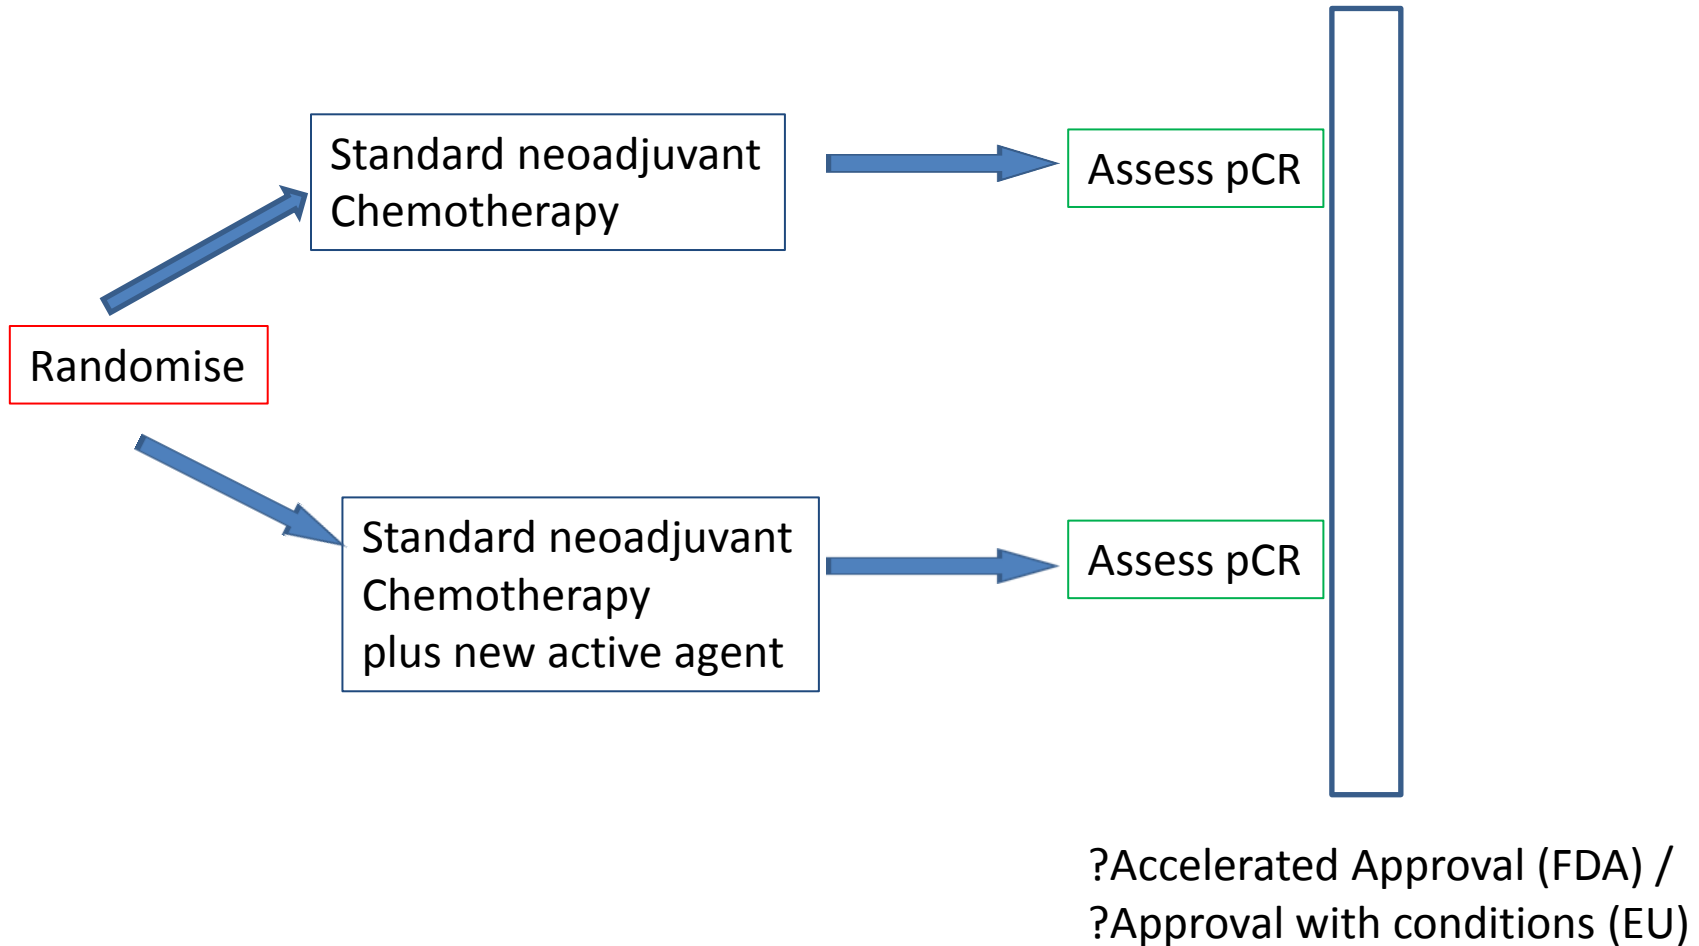 Standard neoadjuvant
Chemotherapy
Assess pCR
Randomise
Standard neoadjuvant
Chemotherapy
plus new active agent
Assess pCR
?Accelerated Approval (FDA) /
?Approval with conditions (EU)